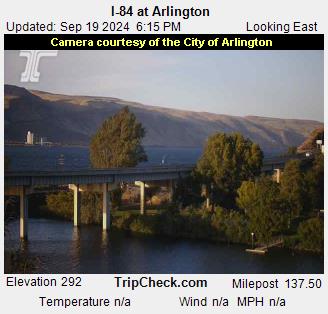 I-84 at Arlington
Updated: Sep 19 2024 6:15 PM Looking East
Camera courtesy of the City of Arlington
Elevation 292 TripCheck.com Milepost 137.50
Temperature n/a Wind n/a MPH n/a